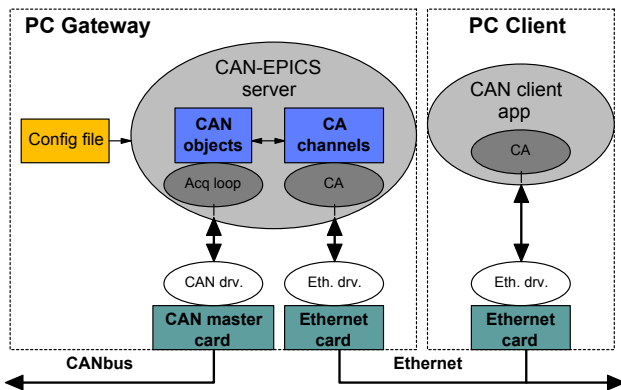 PC Gateway
PC Client
CAN-EPICS
server
CAN client
app
Config file
CAN
objects
CA
channels
CA
Acq loop
CA
CAN drv.
Eth. drv.
Eth. drv.
CAN master
card
Ethernet
card
Ethernet
card
CANbus
Ethernet